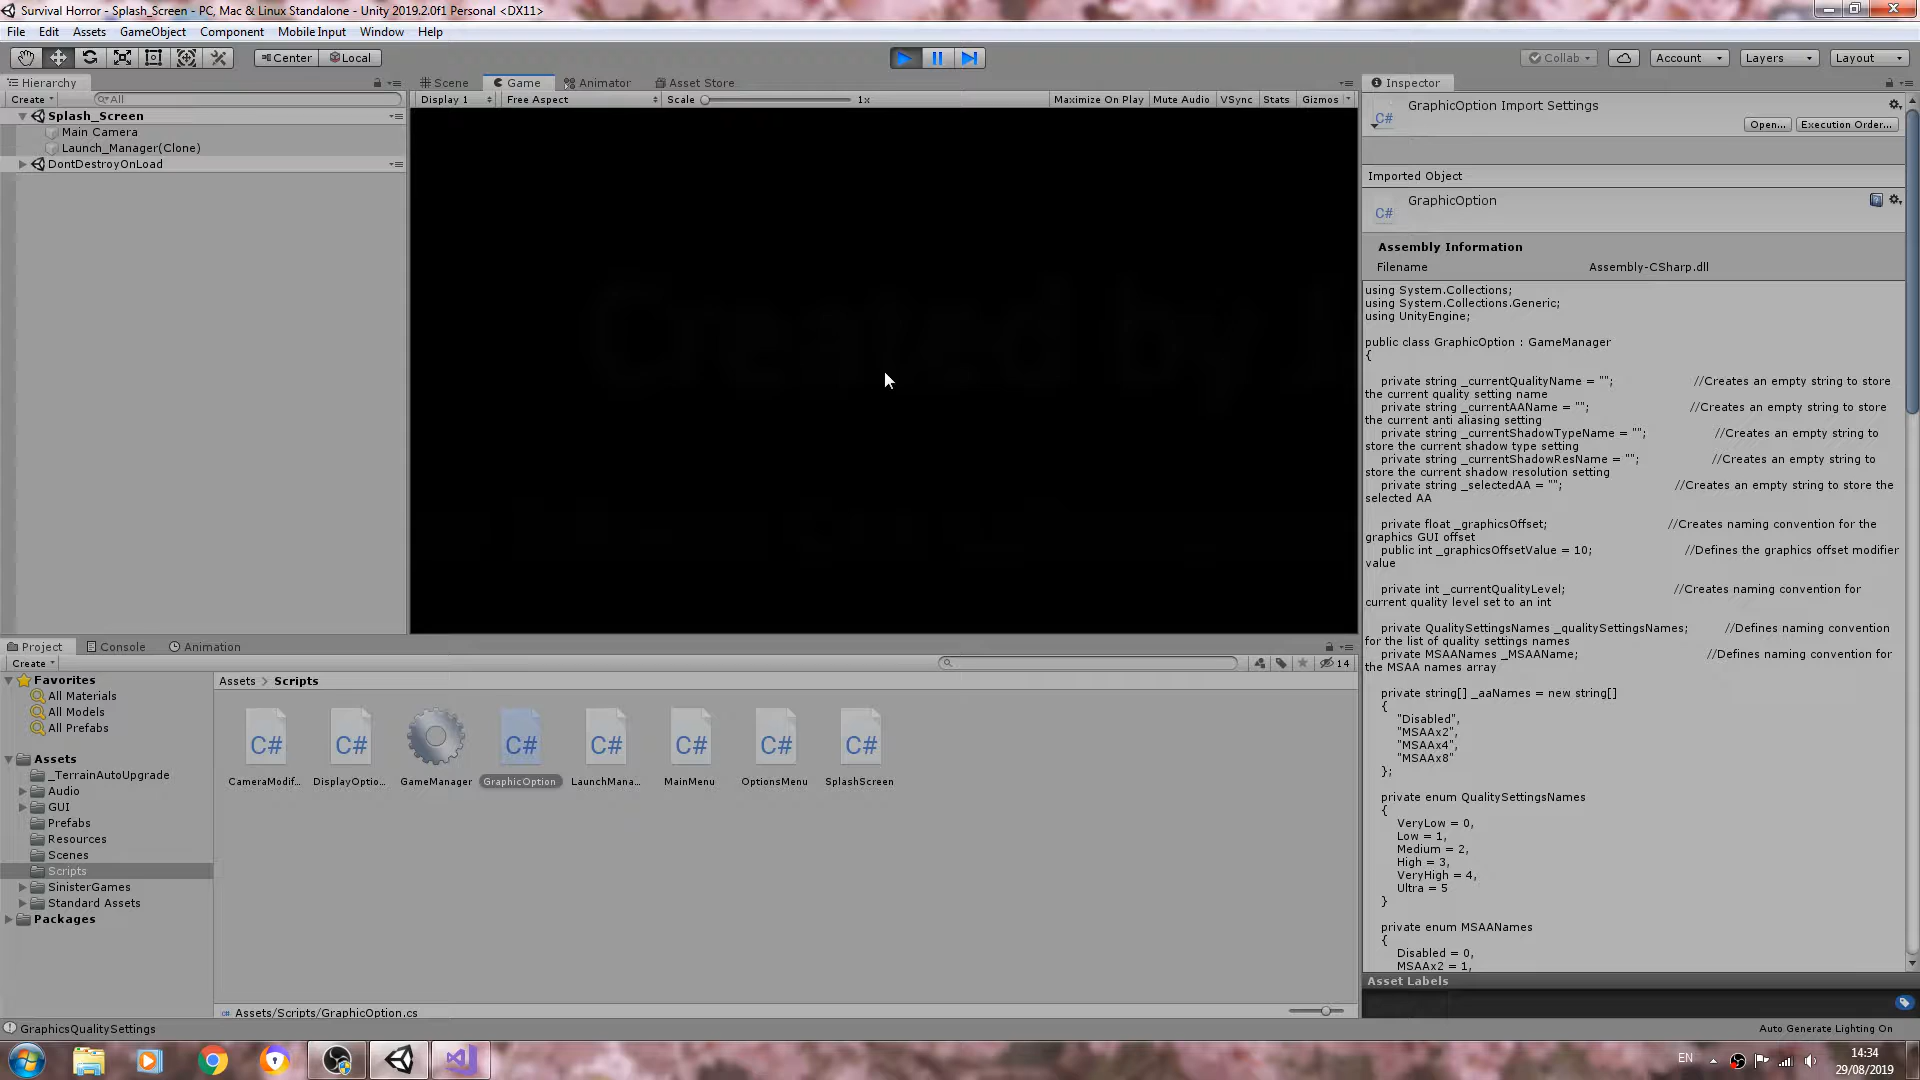 Survival Horror - Splash_Screen - PC, Mac & Linux Standalone - Unity 2019.2.0f1 Personal <DX11>
File Edit Assets GameObject Component Mobile Input Window Help
Center Local Collab Account Layers Layout
Hierarchy
Create All
Splash_Screen
Main Camera
Launch_Manager(Clone)
DontDestroyOnLoad
Scene Game Animator Asset Store
Display 1 Free Aspect Scale 1x Maximize On Play Mute Audio VSync Stats Gizmos
Created by
Inspector
GraphicOption Import Settings
Open... Execution Order...
Imported Object
GraphicOption
Assembly Information
Filename Assembly-CSharp.dll
using System.Collections;
using System.Collections.Generic;
using UnityEngine;
public class GraphicOption : GameManager
{
private string _currentQualityName = ""; //Creates an empty string to store
the current quality setting name
private string _currentAAName = ""; //Creates an empty string to store
the current anti aliasing setting
private string _currentShadowTypeName = ""; //Creates an empty string to
store the current shadow type setting
private string _currentShadowResName = ""; //Creates an empty string to
store the current shadow resolution setting
private string _selectedAA = ""; //Creates an empty string to store the
selected AA
private float _graphicsOffset; //Creates naming convention for the
graphics GUI offset
public int _graphicsOffsetValue = 10; //Defines the graphics offset modifier
value
private int _currentQualityLevel; //Creates naming convention for
current quality level set to an int
private QualitySettingsNames _qualitySettingsNames; //Defines naming convention
for the list of quality settings names
private MSAANames _MSAAName; //Defines naming convention for
the MSAA names array
private string[] _aaNames = new string[]
{
"Disabled",
"MSAAx2",
"MSAAx4",
"MSAAx8"
};
private enum QualitySettingsNames
{
VeryLow = 0,
Low = 1,
Medium = 2,
High = 3,
VeryHigh = 4,
Ultra = 5
}
private enum MSAANames
{
Disabled = 0,
MSAAx2 = 1,
Asset Labels
Project Console Animation
Create 14
Favorites
All Materials
All Models
All Prefabs
Assets
_TerrainAutoUpgrade
Audio
GUI
Prefabs
Resources
Scenes
Scripts
SinisterGames
Standard Assets
Packages
Assets > Scripts
C# C# C# C# C# C# C#
CameraModif... DisplayOptio... GameManager GraphicOption LaunchMana... MainMenu OptionsMenu SplashScreen
Assets/Scripts/GraphicOption.cs
GraphicsQualitySettings
Auto Generate Lighting On
EN
14:34
29/08/2019